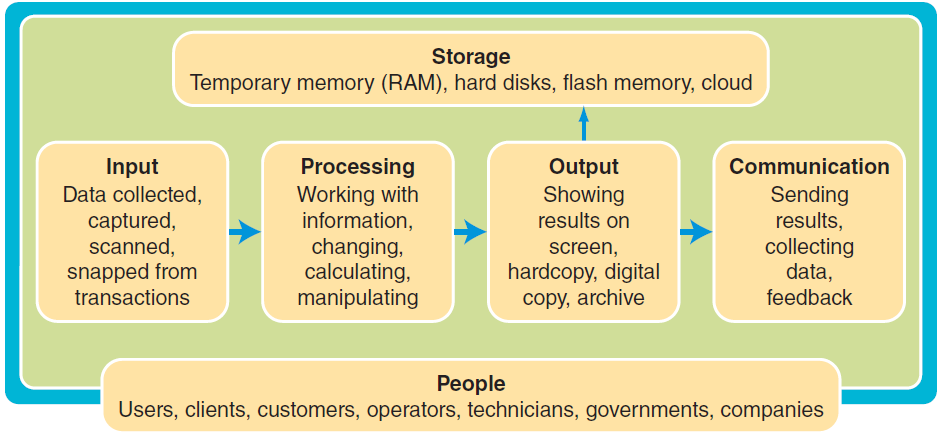 Storage
Temporary memory (RAM), hard disks, flash memory, cloud
Input
Data collected,
captured,
scanned,
snapped from
transactions
Processing
Working with
information,
changing,
calculating,
manipulating
Output
Showing
results on
screen,
hardcopy, digital
copy, archive
Communication
Sending
results,
collecting
data,
feedback
People
Users, clients, customers, operators, technicians, governments, companies